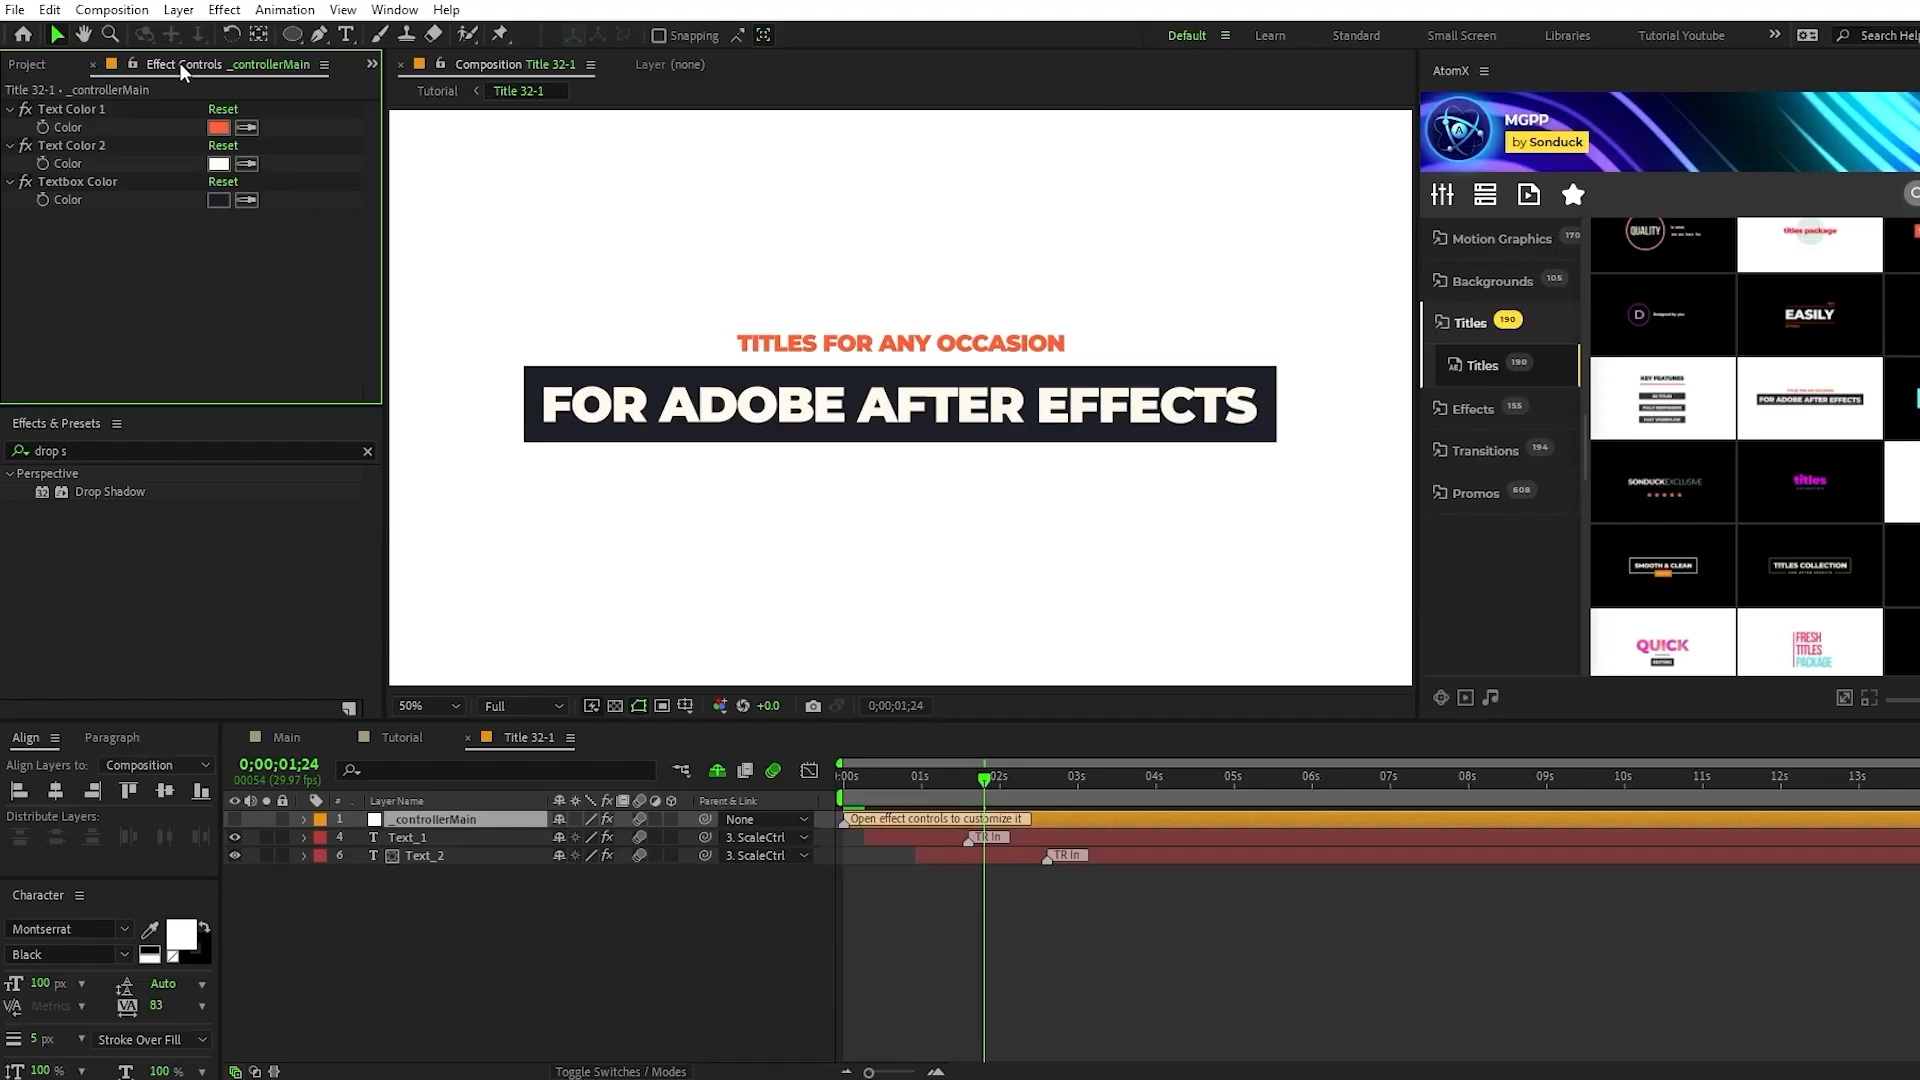 File Edit Composition Layer Effect Animation View Window Help
Snapping
Default Learn Standard Small Screen Libraries Tutorial Youtube Search Help
Project Effect Controls _controllerMain
Title 32-1 • _controllerMain
fx Text Color 1 Reset
Color
fx Text Color 2 Reset
Color
fx Textbox Color Reset
Color
Effects & Presets
drop s
Perspective
32 Drop Shadow
Composition Title 32-1 Layer (none)
Tutorial Title 32-1
TITLES FOR ANY OCCASION
FOR ADOBE AFTER EFFECTS
50% Full +0.0 0;00;01;24
AtomX
MGPP
by Sonduck
Motion Graphics 170
Backgrounds 105
Titles 190
Titles 190
Effects 155
Transitions 194
Promos 608
QUALITY
titles package
D
EASILY
KEY FEATURES
FOR ADOBE AFTER EFFECTS
SONDUCKEXCLUSIVE
titles
SMOOTH & CLEAN
TITLES COLLECTION
QUICK
EDITING
FRESH
TITLES
PACKAGE
Align Paragraph
Align Layers to: Composition
Distribute Layers:
Character
Montserrat
Black
100 px Auto
Metrics 83
5 px Stroke Over Fill
100 % 100 %
Main Tutorial Title 32-1
0;00;01;24
00054 (29.97 fps)
# Layer Name Parent & Link
1 _controllerMain None
4 T Text_1 3. ScaleCtrl
6 T Text_2 3. ScaleCtrl
:00s 01s 02s 03s 04s 05s 06s 07s 08s 09s 10s 11s 12s 13s
Open effect controls to customize it
TR In
TR In
Toggle Switches / Modes